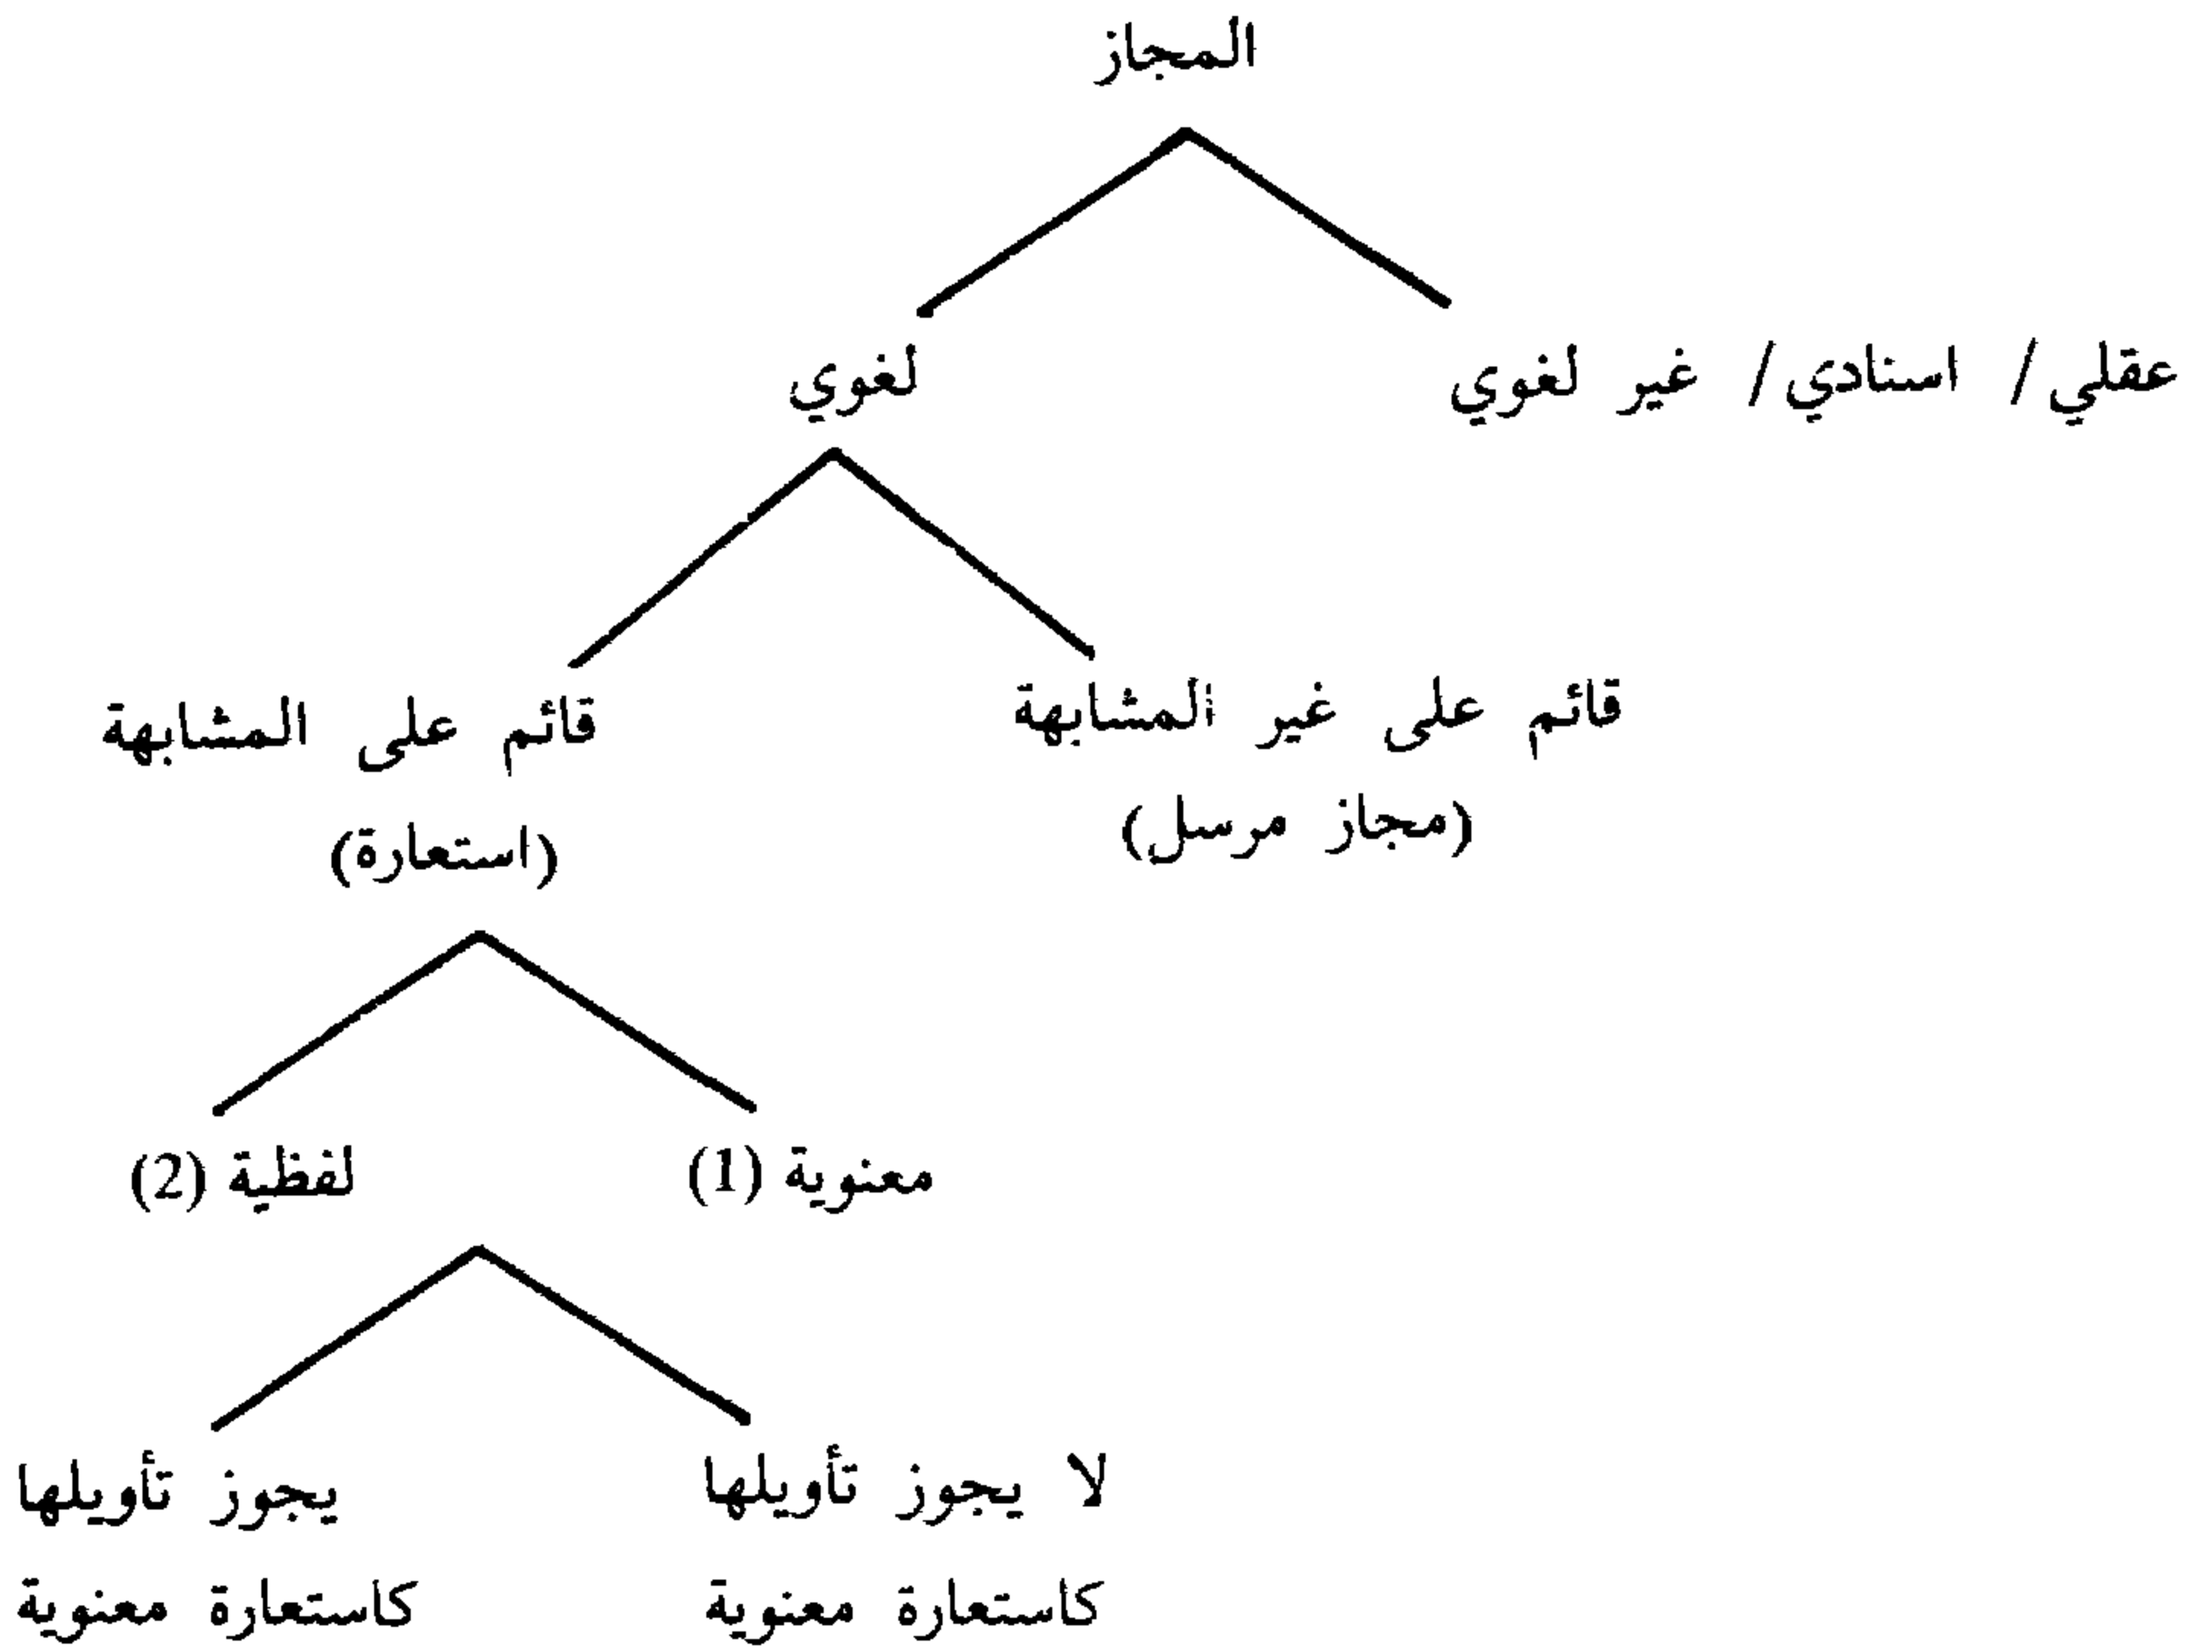 المجاز
عقلي / اسنادي / غير لغوي
لغوي
قائم على غير المشابهة
(مجاز مرسل)
قائم على المشابهة
(استعارة)
معنوية (1)
لفظية (2)
لا يجوز تأويلها
كاستعارة معنوية
يجوز تأويلها
كاستعارة معنوية